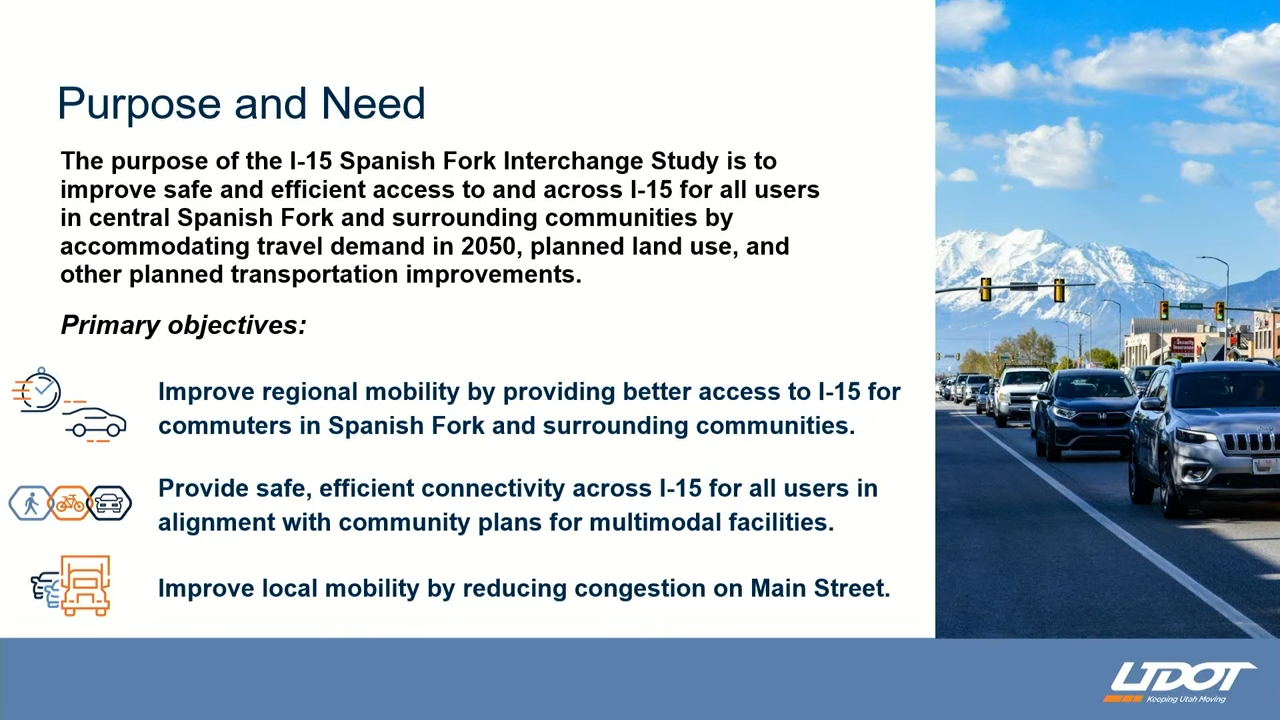 Purpose and Need
The purpose of the I-15 Spanish Fork Interchange Study is to
improve safe and efficient access to and across I-15 for all users
in central Spanish Fork and surrounding communities by
accommodating travel demand in 2050, planned land use, and
other planned transportation improvements.
Primary objectives:
Improve regional mobility by providing better access to I-15 for
commuters in Spanish Fork and surrounding communities.
Provide safe, efficient connectivity across I-15 for all users in
alignment with community plans for multimodal facilities.
Improve local mobility by reducing congestion on Main Street.
Security
UDOT
Keeping Utah Moving